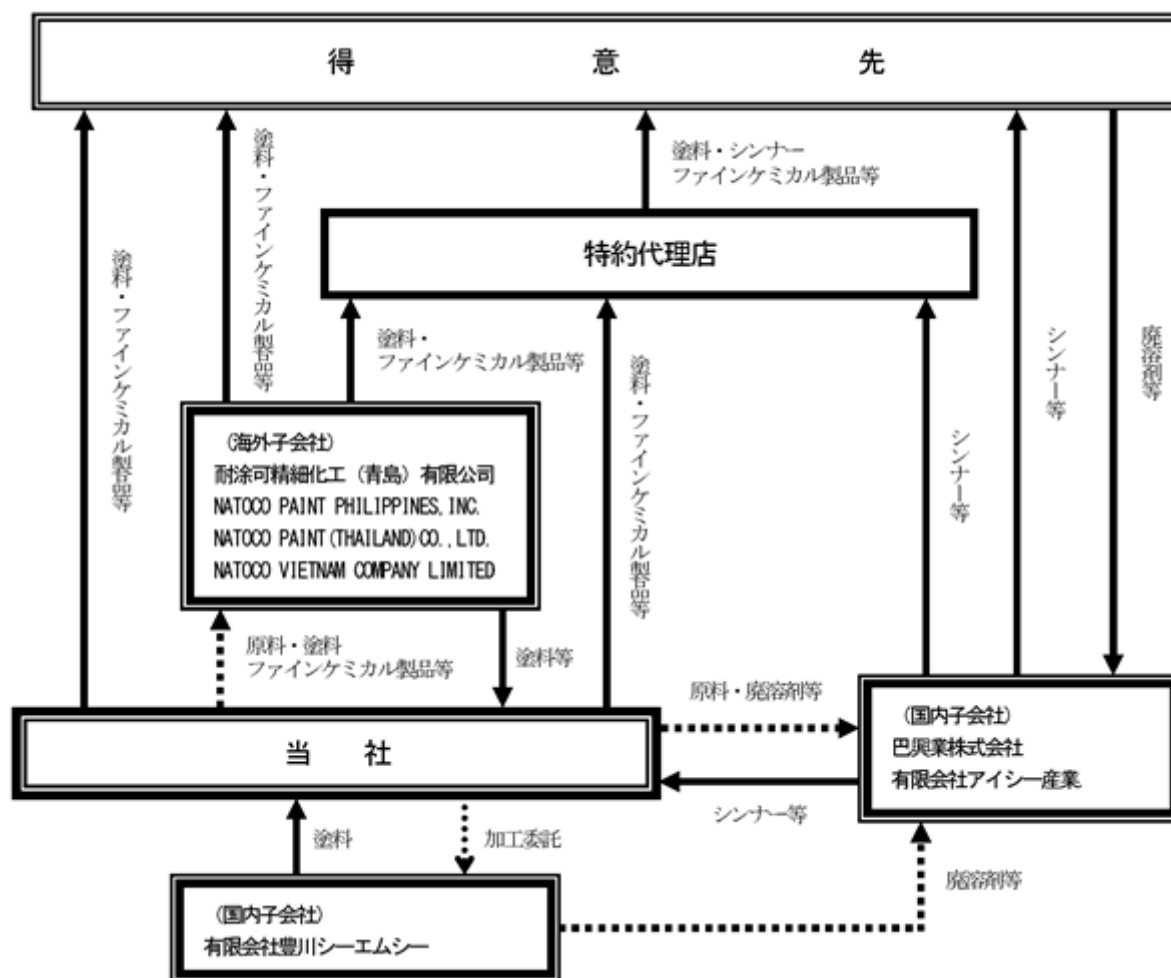 得意先
塗料・シンナー
ファインケミカル製品等
特約代理店
塗料・ファインケミカル製品等
塗料・ファインケミカル製品等
塗料・
ファインケミカル製品等
塗料・ファインケミカル製品等
シンナー等
シンナー等
廃溶剤等
（海外子会社）
耐涂可精細化工（青島）有限公司
NATOCO PAINT PHILIPPINES, INC.
NATOCO PAINT(THAILAND)CO.,LTD.
NATOCO VIETNAM COMPANY LIMITED
原料・塗料
ファインケミカル製品等
塗料等
原料・廃溶剤等
（国内子会社）
巴興業株式会社
有限会社アイシー産業
当社
シンナー等
塗料
加工委託
廃溶剤等
（国内子会社）
有限会社豊川シーエムシー